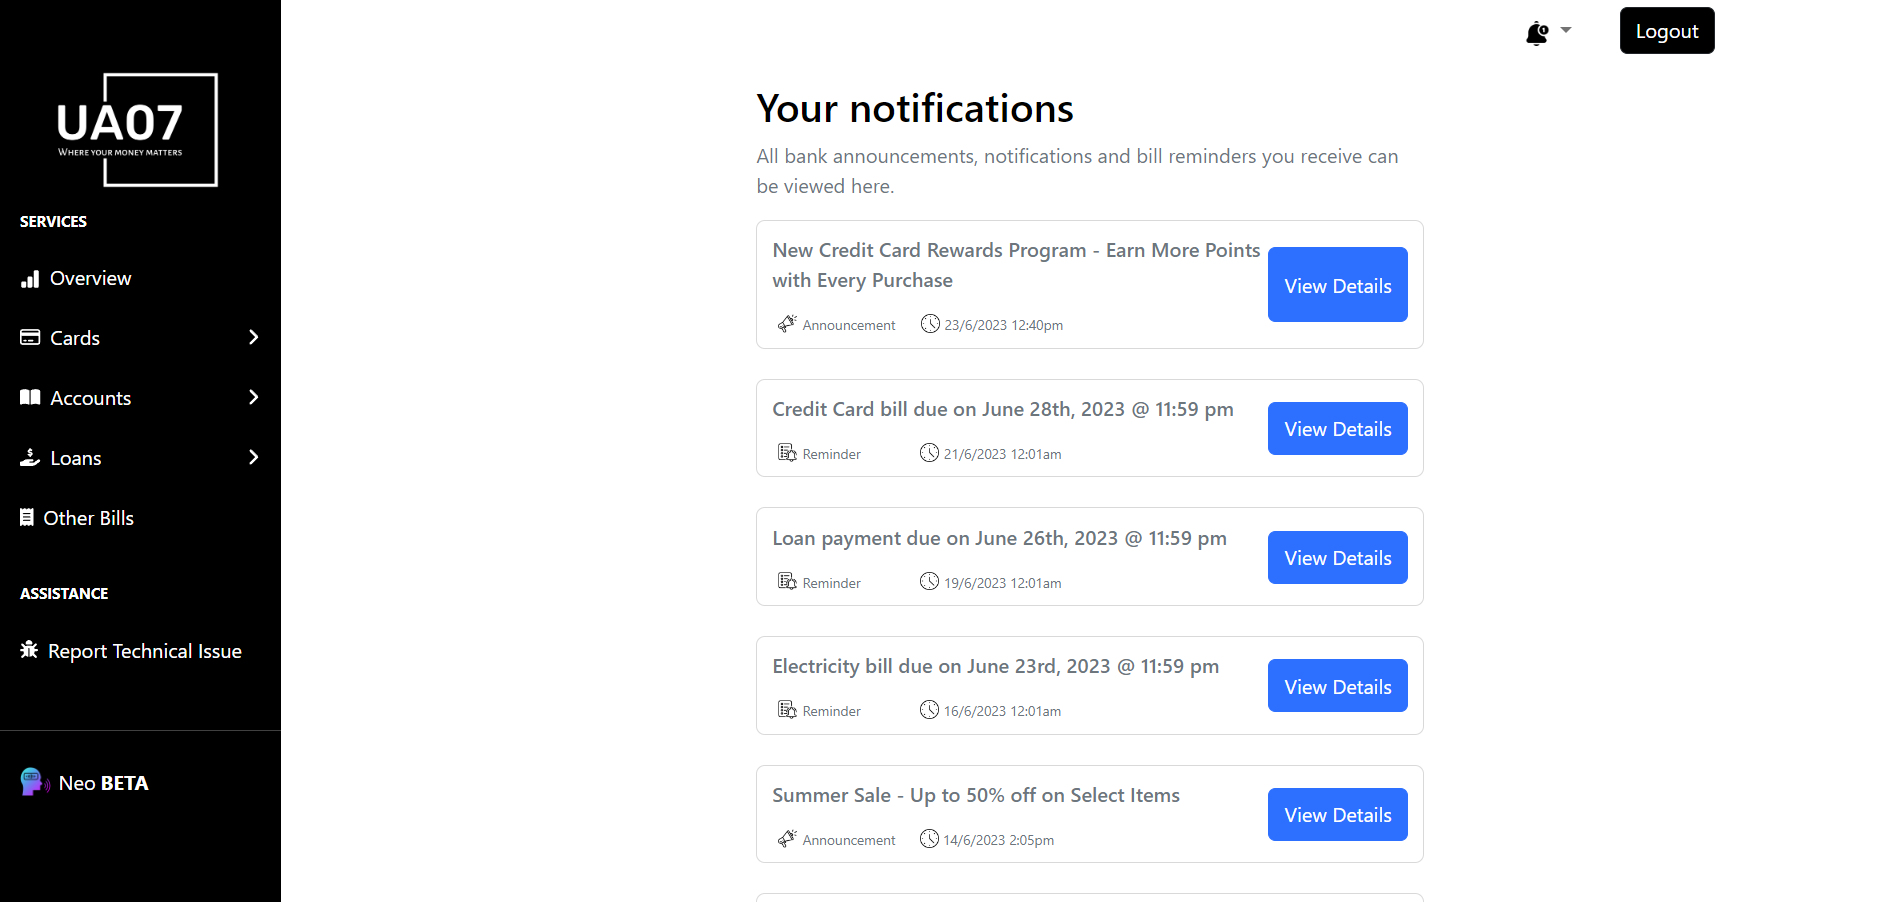 UA07
WHERE YOUR MONEY MATTERS
SERVICES
Overview
Cards
Accounts
Loans
Other Bills
ASSISTANCE
Report Technical Issue
Neo BETA
1
Logout
Your notifications
All bank announcements, notifications and bill reminders you receive can
be viewed here.
New Credit Card Rewards Program - Earn More Points
with Every Purchase
Announcement 23/6/2023 12:40pm
View Details
Credit Card bill due on June 28th, 2023 @ 11:59 pm
Reminder 21/6/2023 12:01am
View Details
Loan payment due on June 26th, 2023 @ 11:59 pm
Reminder 19/6/2023 12:01am
View Details
Electricity bill due on June 23rd, 2023 @ 11:59 pm
Reminder 16/6/2023 12:01am
View Details
Summer Sale - Up to 50% off on Select Items
Announcement 14/6/2023 2:05pm
View Details